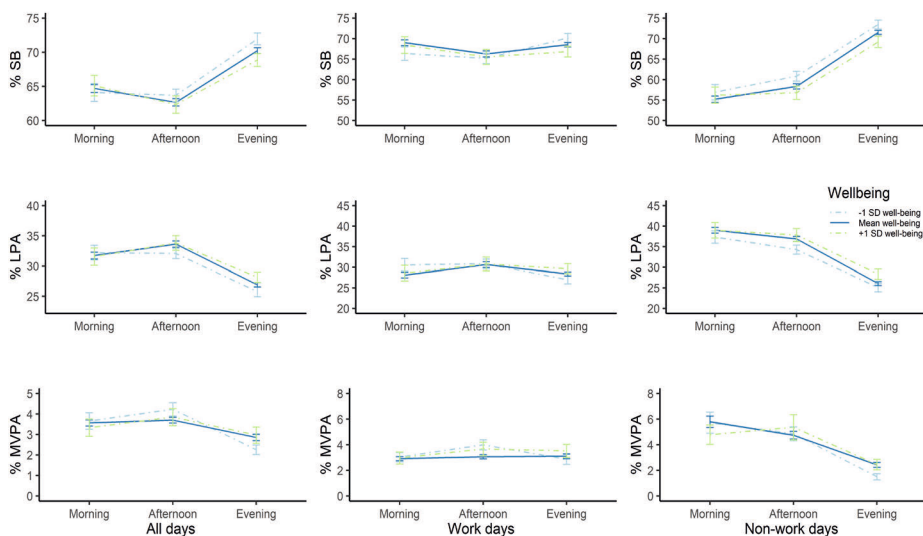 75
70
65
60
% SB
Morning Afternoon Evening
75
70
65
60
55
50
% SB
Morning Afternoon Evening
75
70
65
60
55
50
% SB
Morning Afternoon Evening
40
35
30
25
% LPA
Morning Afternoon Evening
45
40
35
30
25
20
% LPA
Morning Afternoon Evening
45
40
35
30
25
20
% LPA
Morning Afternoon Evening
Wellbeing
-1 SD well-being
Mean well-being
+1 SD well-being
5
4
3
2
1
0
% MVPA
Morning Afternoon Evening
All days
8
6
4
2
0
% MVPA
Morning Afternoon Evening
Work days
8
6
4
2
0
% MVPA
Morning Afternoon Evening
Non-work days